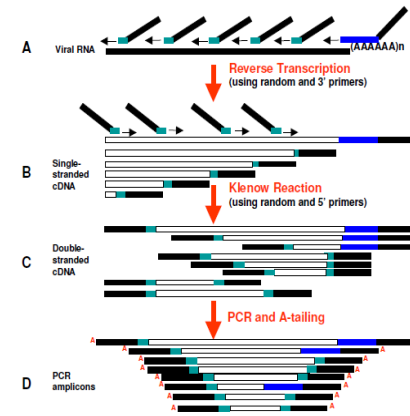 A Viral RNA (AAAAAA)n
Reverse Transcription
(using random and 3' primers)
B Single-
stranded
cDNA
Klenow Reaction
(using random and 5' primers)
C Double-
stranded
cDNA
PCR and A-tailing
A A
A A
A A
A A
D PCR
amplicons
A A
A A
A A
A A